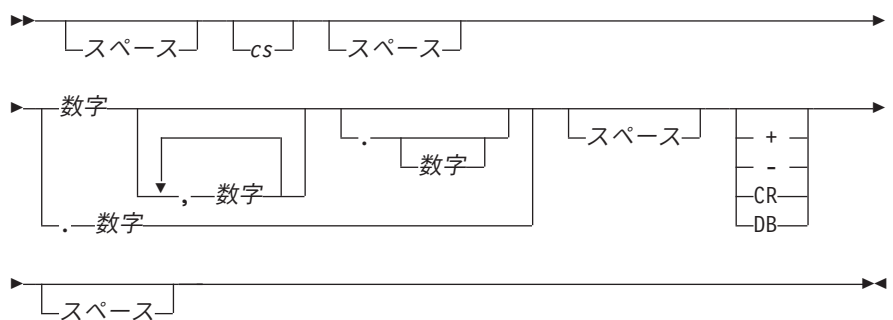 スペース cs スペース
数字 . スペース +
数字 -
, 数字 CR
. 数字 DB
スペース